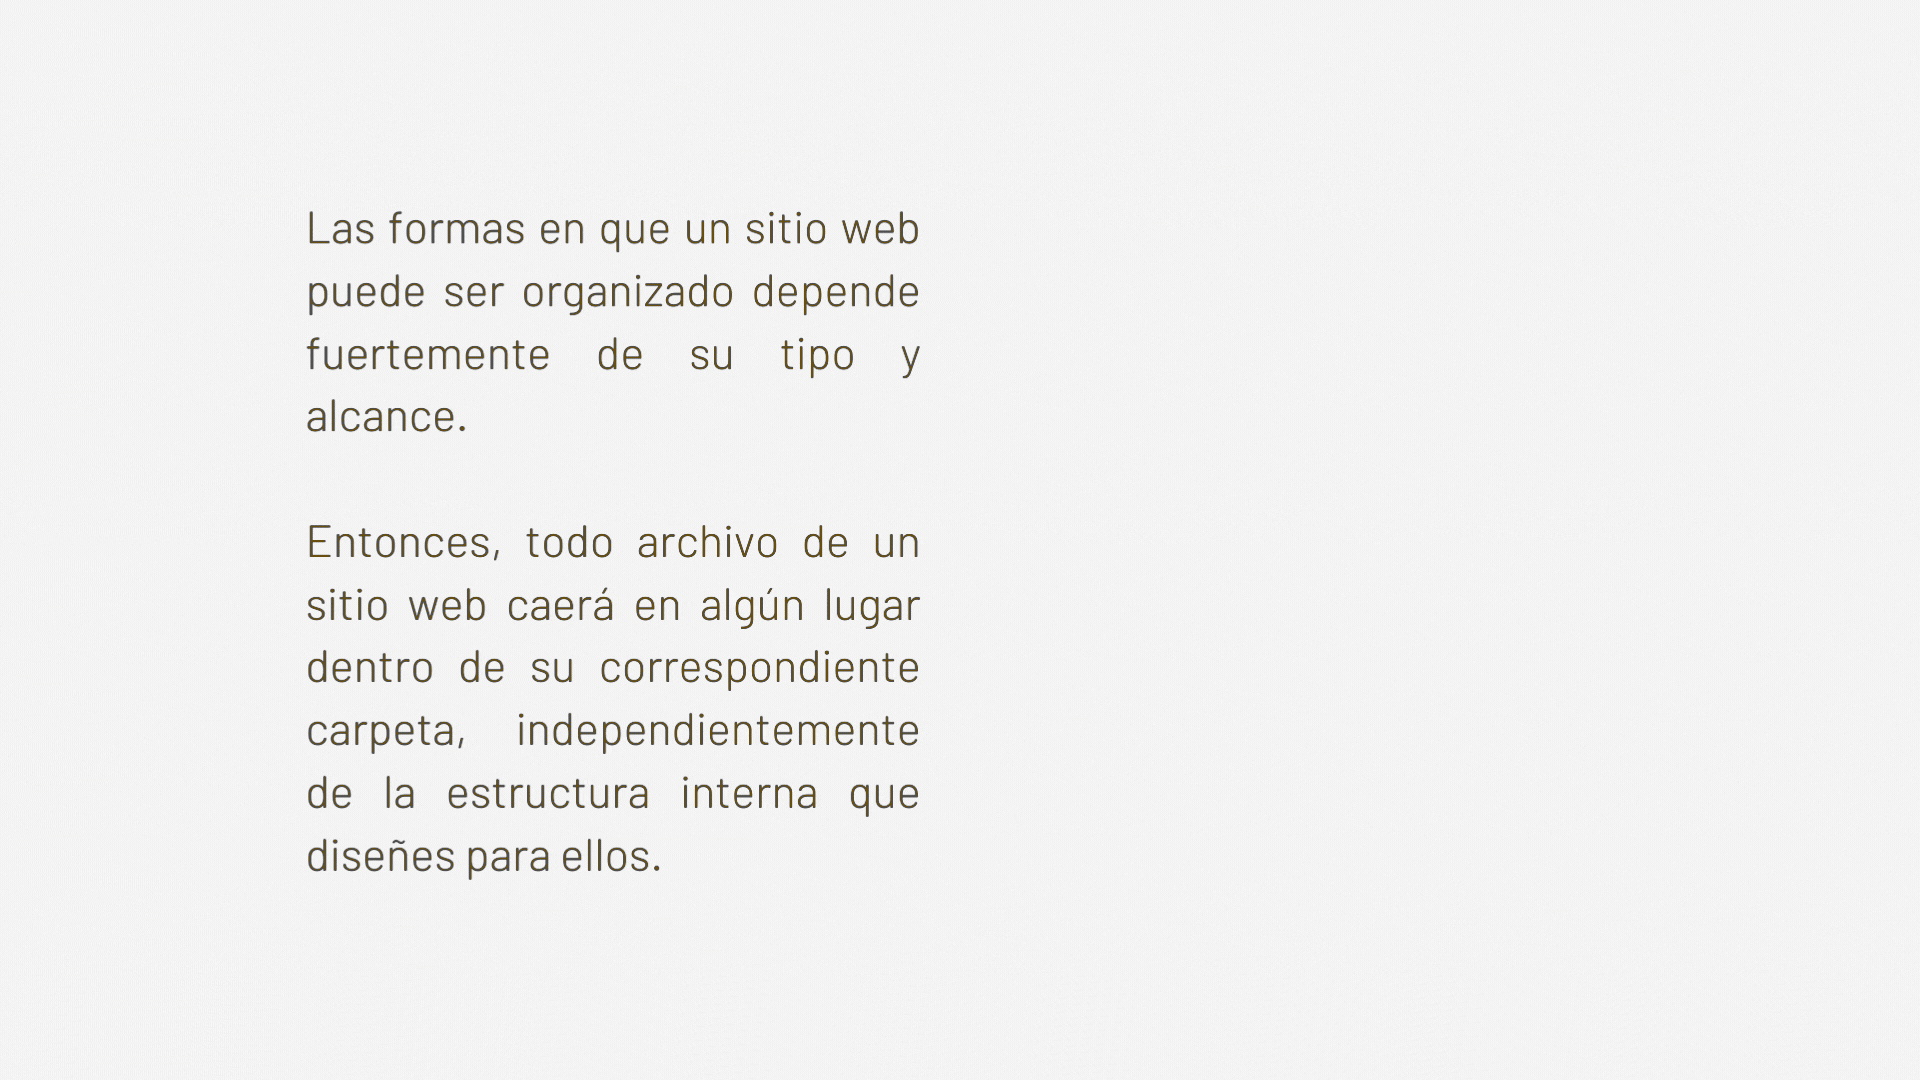 Las formas en que un sitio web
puede ser organizado depende
fuertemente de su tipo y
alcance.
Entonces, todo archivo de un
sitio web caerá en algún lugar
dentro de su correspondiente
carpeta, independientemente
de la estructura interna que
diseñes para ellos.